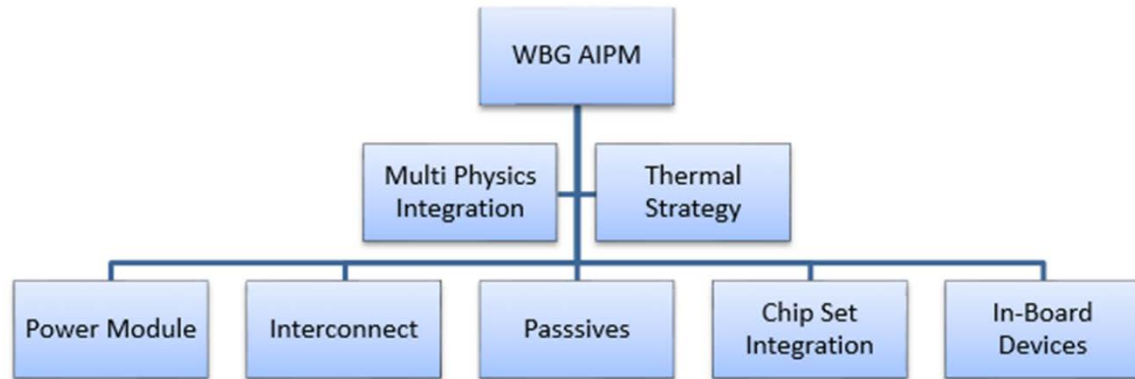 WBG AIPM
Multi Physics
Integration
Thermal
Strategy
Power Module
Interconnect
Passsives
Chip Set
Integration
In-Board
Devices